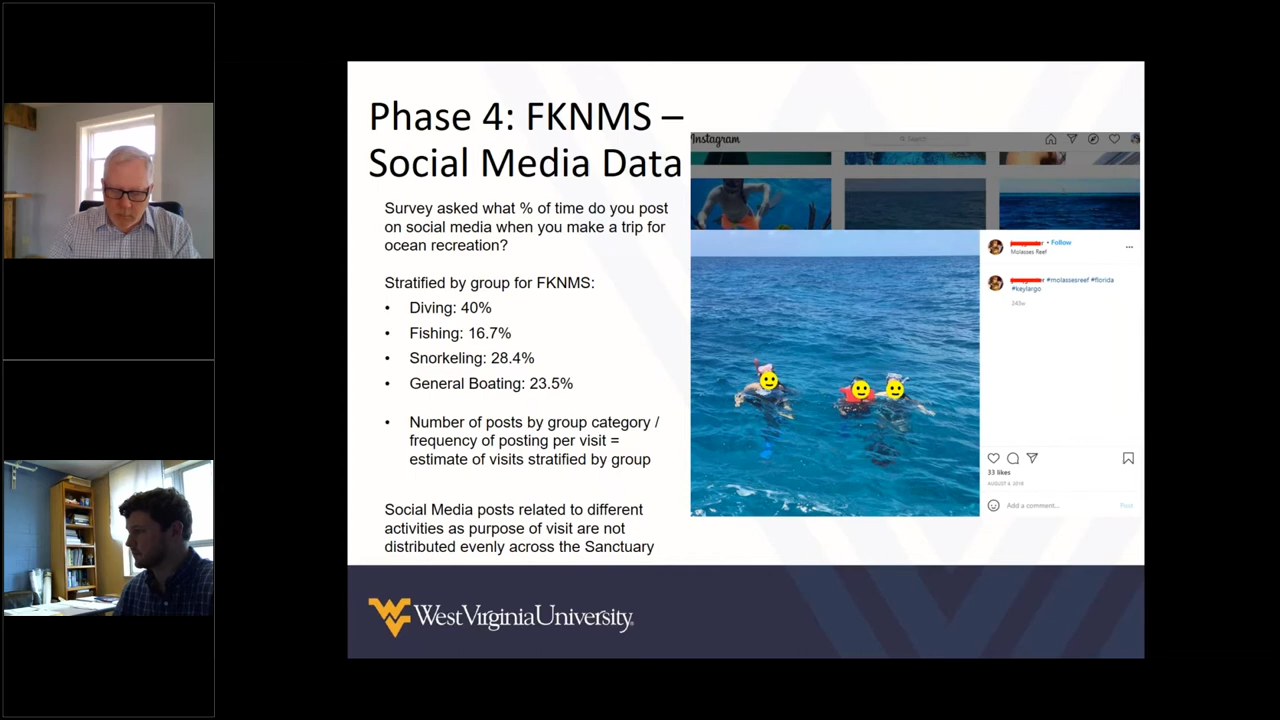 Phase 4: FKNMS –
Social Media Data
Survey asked what % of time do you post
on social media when you make a trip for
ocean recreation?
Stratified by group for FKNMS:
• Diving: 40%
• Fishing: 16.7%
• Snorkeling: 28.4%
• General Boating: 23.5%
• Number of posts by group category /
frequency of posting per visit =
estimate of visits stratified by group
Social Media posts related to different
activities as purpose of visit are not
distributed evenly across the Sanctuary
Instagram
Search
• Follow
Molasses Reef
#molassesreef #florida
#keylargo
33 likes
Add a comment...
Post
WestVirginiaUniversity